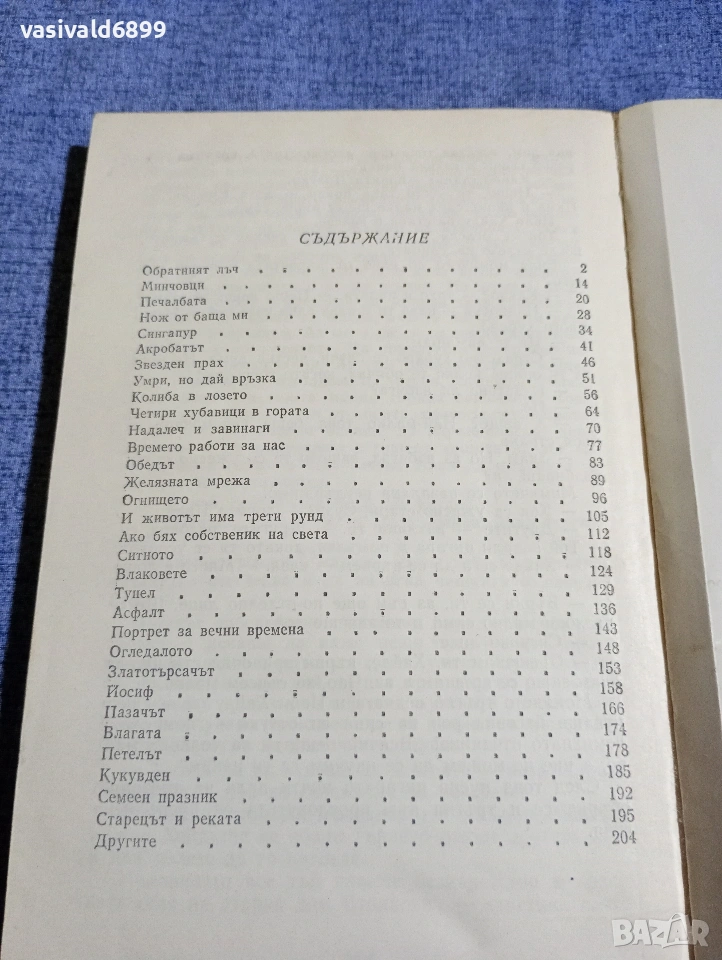 vasivald6899
СЪДЪРЖАНИЕ
Обратният лъч . . . . . . . . . . . . . 2
Минчовци . . . . . . . . . . . . . . 14
Печалбата . . . . . . . . . . . . . . 20
Нож от баща ми . . . . . . . . . . . . 28
Сингапур . . . . . . . . . . . . . . 34
Акробатът . . . . . . . . . . . . . . 41
Звезден прах . . . . . . . . . . . . . 46
Умри, но дай връзка . . . . . . . . . . . 51
Колиба в лозето . . . . . . . . . . . . 56
Четири хубавици в гората . . . . . . . . . 64
Надалеч и завинаги . . . . . . . . . . . 70
Времето работи за нас . . . . . . . . . . 77
Обедът . . . . . . . . . . . . . . . 83
Желязната мрежа . . . . . . . . . . . . 89
Огнището . . . . . . . . . . . . . . 96
И животът има трети рунд . . . . . . . . . 105
Ако бях собственик на света . . . . . . . . 112
Ситното . . . . . . . . . . . . . . . 118
Влаковете . . . . . . . . . . . . . . 124
Тунел . . . . . . . . . . . . . . . 129
Асфалт . . . . . . . . . . . . . . . 136
Портрет за вечни времена . . . . . . . . . 143
Огледалото . . . . . . . . . . . . . . 148
Златотърсачът . . . . . . . . . . . . . 153
Йосиф . . . . . . . . . . . . . . . 158
Пазачът . . . . . . . . . . . . . . . 166
Влагата . . . . . . . . . . . . . . . 174
Петелът . . . . . . . . . . . . . . . 178
Кукувден . . . . . . . . . . . . . . 185
Семеен празник . . . . . . . . . . . . 192
Старецът и реката . . . . . . . . . . . 195
Другите . . . . . . . . . . . . . . . 204
BAZAR